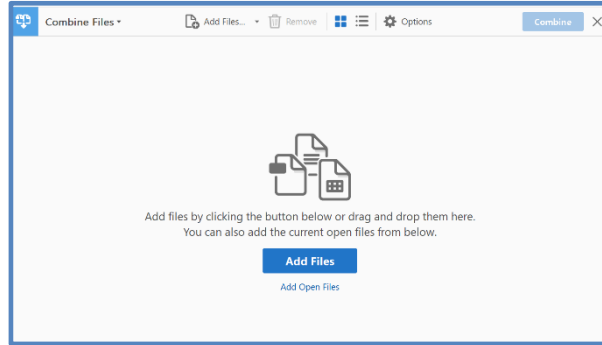 Combine Files
Add Files...
Remove
Options
Combine
Add files by clicking the button below or drag and drop them here.
You can also add the current open files from below.
Add Files
Add Open Files